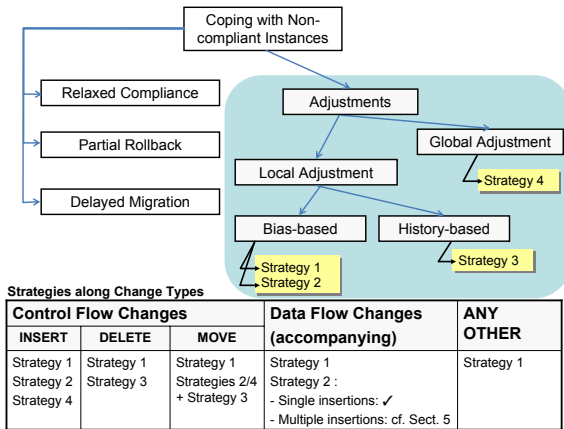 Coping with Non-
compliant Instances
Relaxed Compliance
Adjustments
Partial Rollback
Global Adjustment
Local Adjustment
Strategy 4
Delayed Migration
Bias-based
History-based
Strategy 1
Strategy 2
Strategy 3
Strategies along Change Types
Control Flow Changes
Data Flow Changes
(accompanying)
ANY
OTHER
INSERT
DELETE
MOVE
Strategy 1
Strategy 2
Strategy 4
Strategy 1
Strategy 3
Strategy 1
Strategies 2/4
+ Strategy 3
Strategy 1
Strategy 2 :
- Single insertions: ✓
- Multiple insertions: cf. Sect. 5
Strategy 1